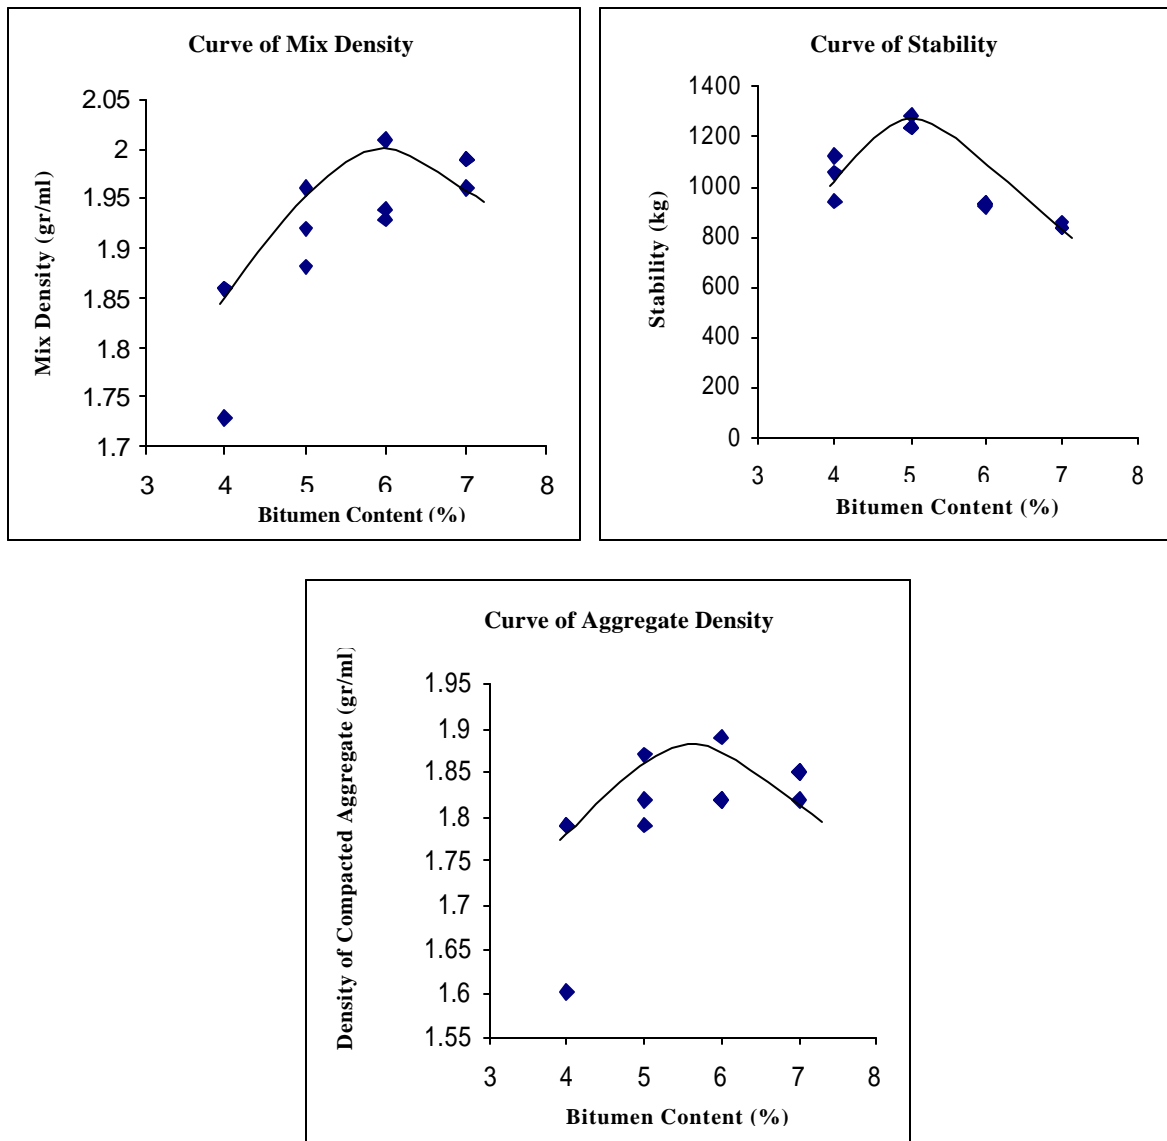 Curve of Mix Density
Mix Density (gr/ml)
2.05
2
1.95
1.9
1.85
1.8
1.75
1.7
3 4 5 6 7 8
Bitumen Content (%)
Curve of Stability
Stability (kg)
1400
1200
1000
800
600
400
200
0
3 4 5 6 7 8
Bitumen Content (%)
Curve of Aggregate Density
Density of Compacted Aggregate (gr/ml)
1.95
1.9
1.85
1.8
1.75
1.7
1.65
1.6
1.55
3 4 5 6 7 8
Bitumen Content (%)